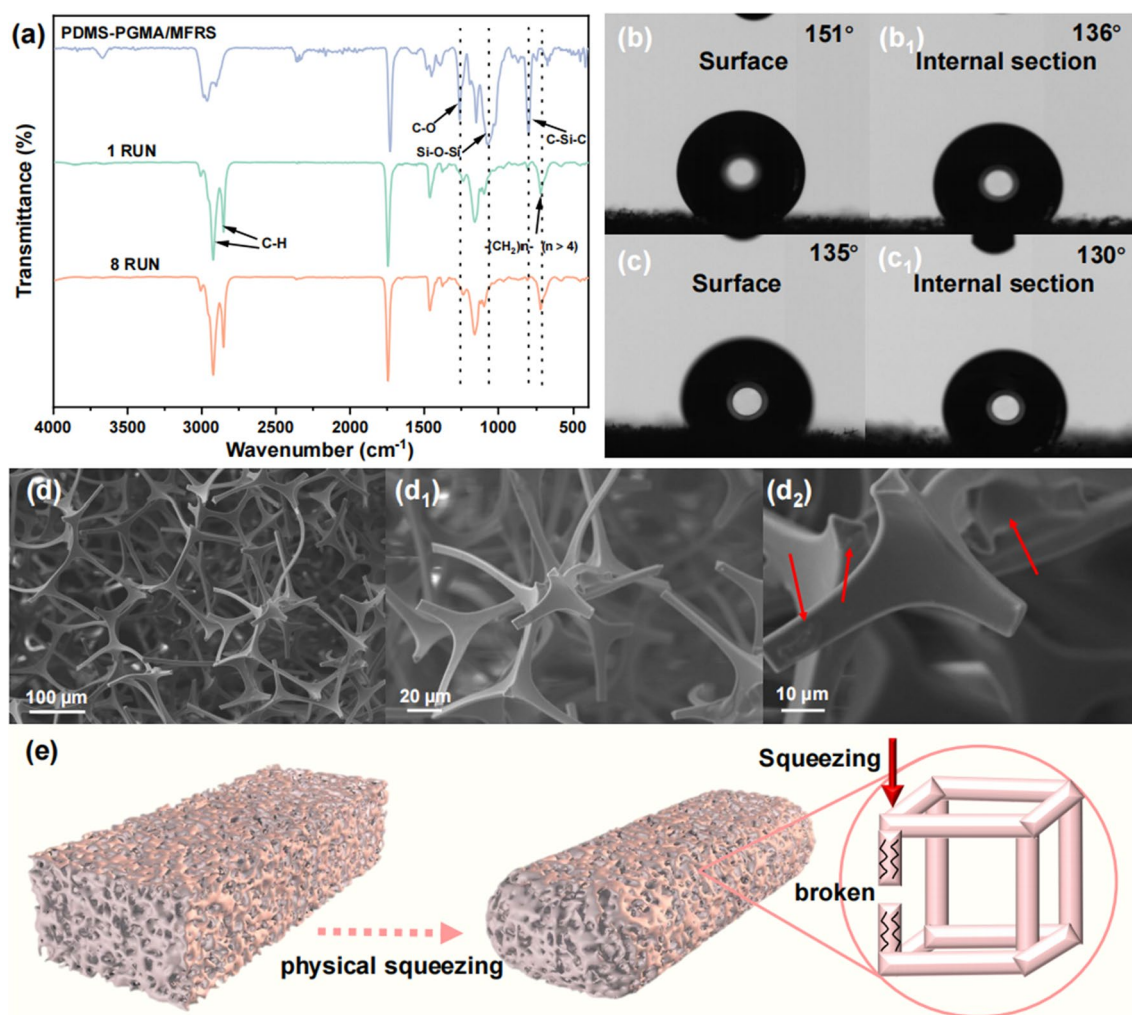 (a)
PDMS-PGMA/MFRS
C-O
Si-O-Si
C-Si-C
1 RUN
C-H
-(CH₂)n- (n > 4)
8 RUN
Transmittance (%)
4000 3500 3000 2500 2000 1500 1000 500
Wavenumber (cm⁻¹)
(b) 151°
Surface
(b₁) 136°
Internal section
(c) 135°
Surface
(c₁) 130°
Internal section
(d)
100 µm
(d₁)
20 µm
(d₂)
10 µm
(e)
physical squeezing
Squeezing
broken